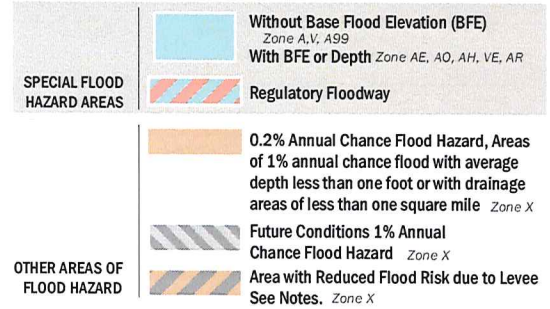 Without Base Flood Elevation (BFE)
Zone A,V, A99
With BFE or Depth Zone AE, AO, AH, VE, AR
SPECIAL FLOOD
HAZARD AREAS
Regulatory Floodway
0.2% Annual Chance Flood Hazard, Areas
of 1% annual chance flood with average
depth less than one foot or with drainage
areas of less than one square mile Zone X
Future Conditions 1% Annual
Chance Flood Hazard Zone X
OTHER AREAS OF
FLOOD HAZARD
Area with Reduced Flood Risk due to Levee
See Notes. Zone X